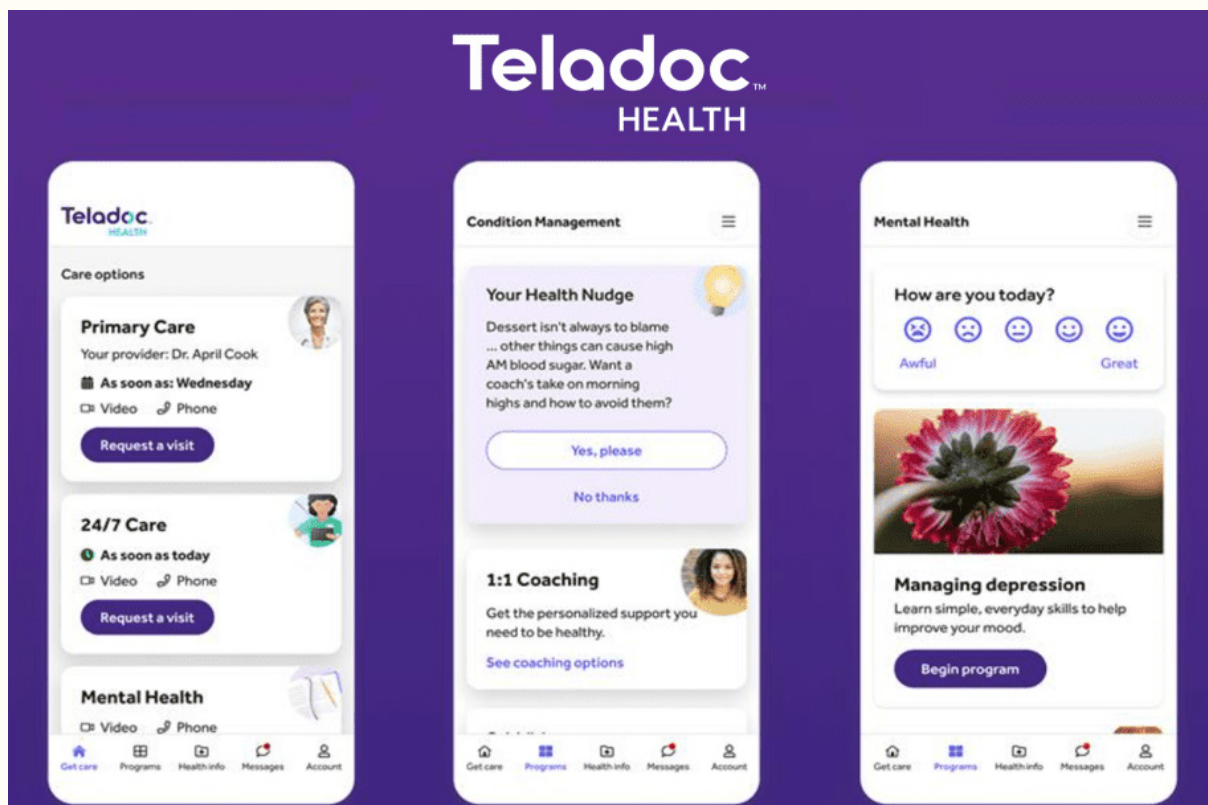 Teladoc™
HEALTH
Teladoc
HEALTH
Care options
Primary Care
Your provider: Dr. April Cook
As soon as: Wednesday
Video Phone
Request a visit
24/7 Care
As soon as today
Video Phone
Request a visit
Mental Health
Video Phone
Get care Programs Health info Messages Account
Condition Management
Your Health Nudge
Dessert isn't always to blame
... other things can cause high
AM blood sugar. Want a
coach's take on morning
highs and how to avoid them?
Yes, please
No thanks
1:1 Coaching
Get the personalized support you
need to be healthy.
See coaching options
Get care Programs Health info Messages Account
Mental Health
How are you today?
Awful Great
Managing depression
Learn simple, everyday skills to help
improve your mood.
Begin program
Get care Programs Health info Messages Account